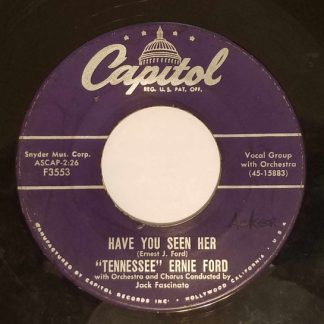 Capitol
REG. U.S. PAT. OFF.
Snyder Mus. Corp.
ASCAP-2:26
F3553
Vocal Group
with Orchestra
(45-15883)
Acker
HAVE YOU SEEN HER
(Ernest J. Ford)
"TENNESSEE" ERNIE FORD
with Orchestra and Chorus Conducted by
Jack Fascinato
MANUFACTURED BY CAPITOL RECORDS INC. • HOLLYWOOD CALIFORNIA • U.S.A.